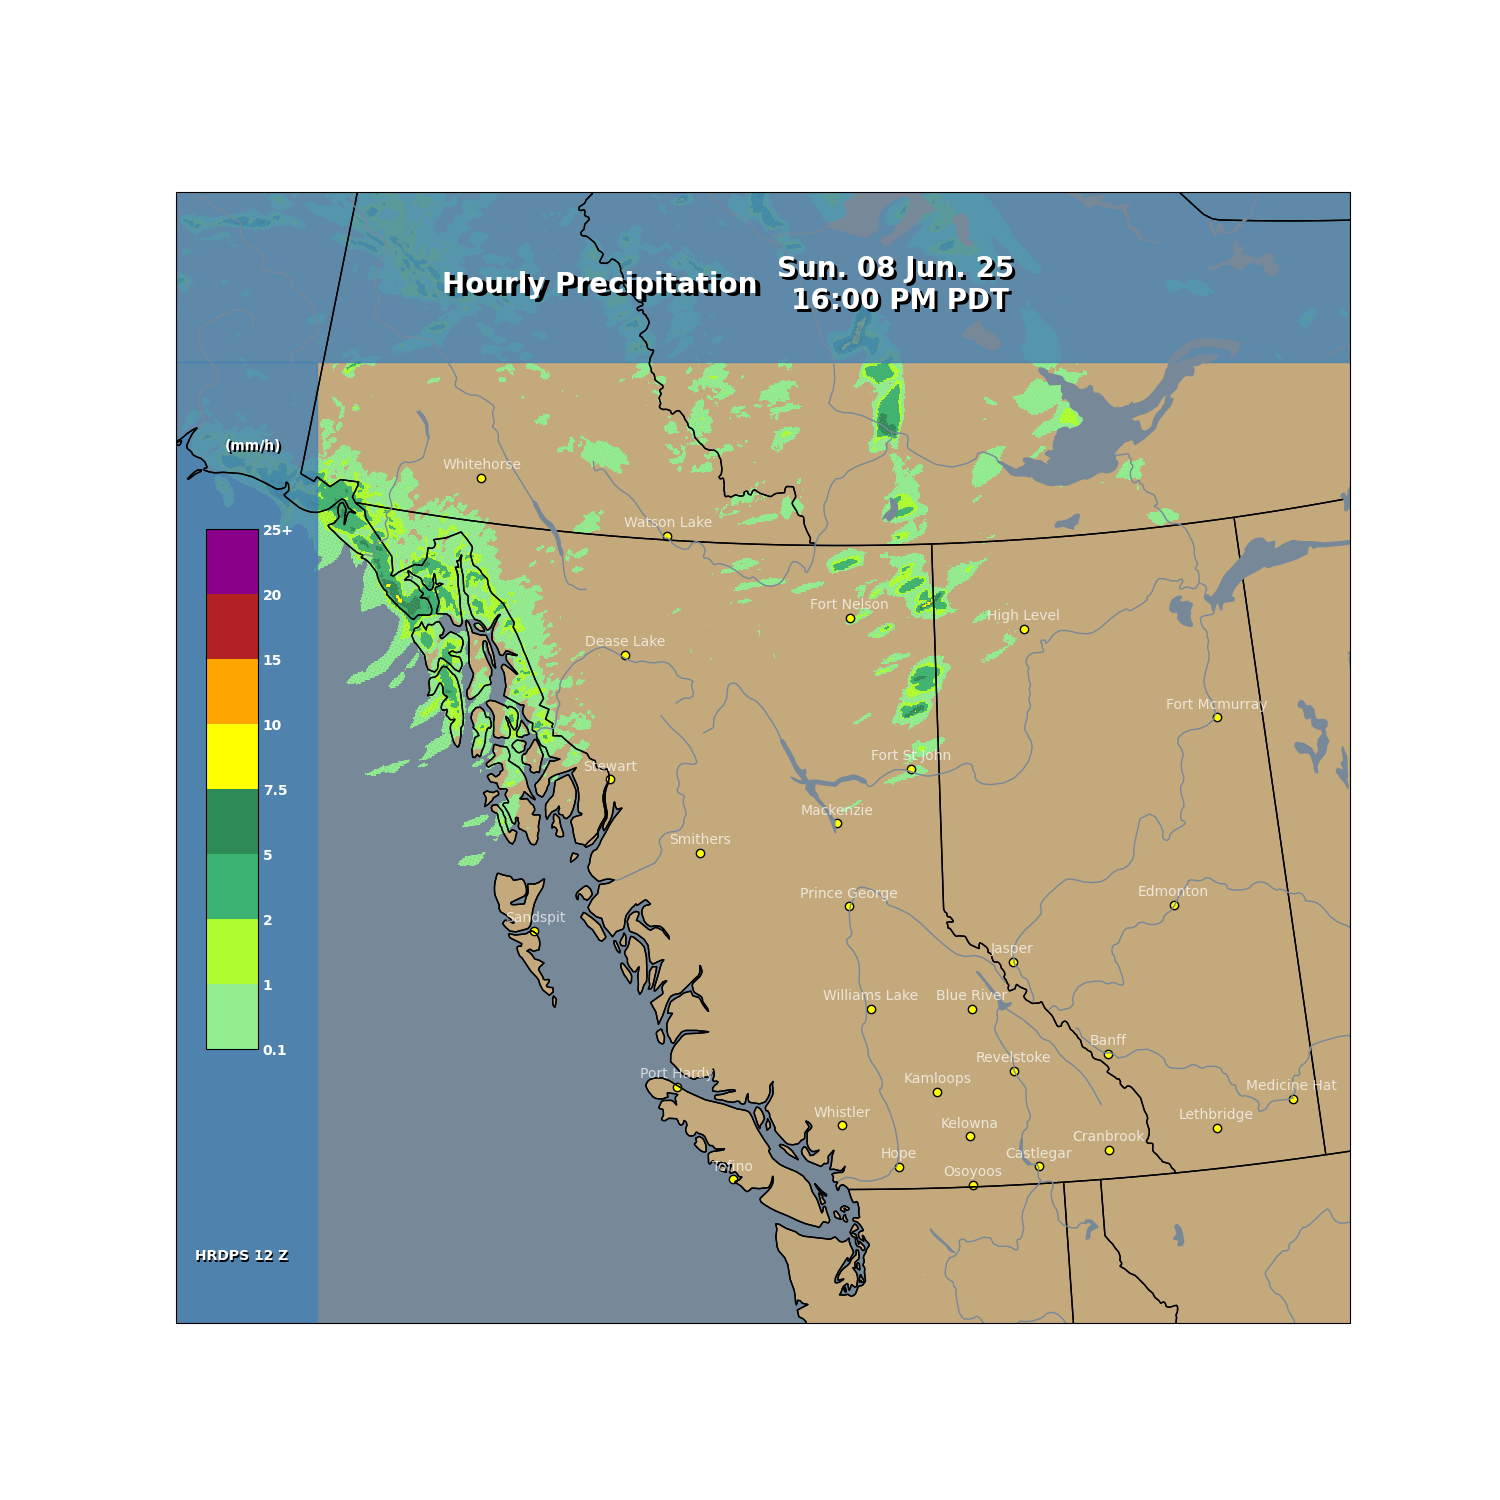 Hourly Precipitation
Sun. 08 Jun. 25
16:00 PM PDT
(mm/h)
25+
20
15
10
7.5
5
2
1
0.1
HRDPS 12 Z
Whitehorse
Watson Lake
Fort Nelson
High Level
Dease Lake
Fort Mcmurray
Fort St John
Stewart
Mackenzie
Smithers
Prince George
Edmonton
Sandspit
Jasper
Williams Lake
Blue River
Banff
Revelstoke
Port Hardy
Kamloops
Medicine Hat
Whistler
Lethbridge
Kelowna
Cranbrook
Hope
Castlegar
Tofino
Osoyoos